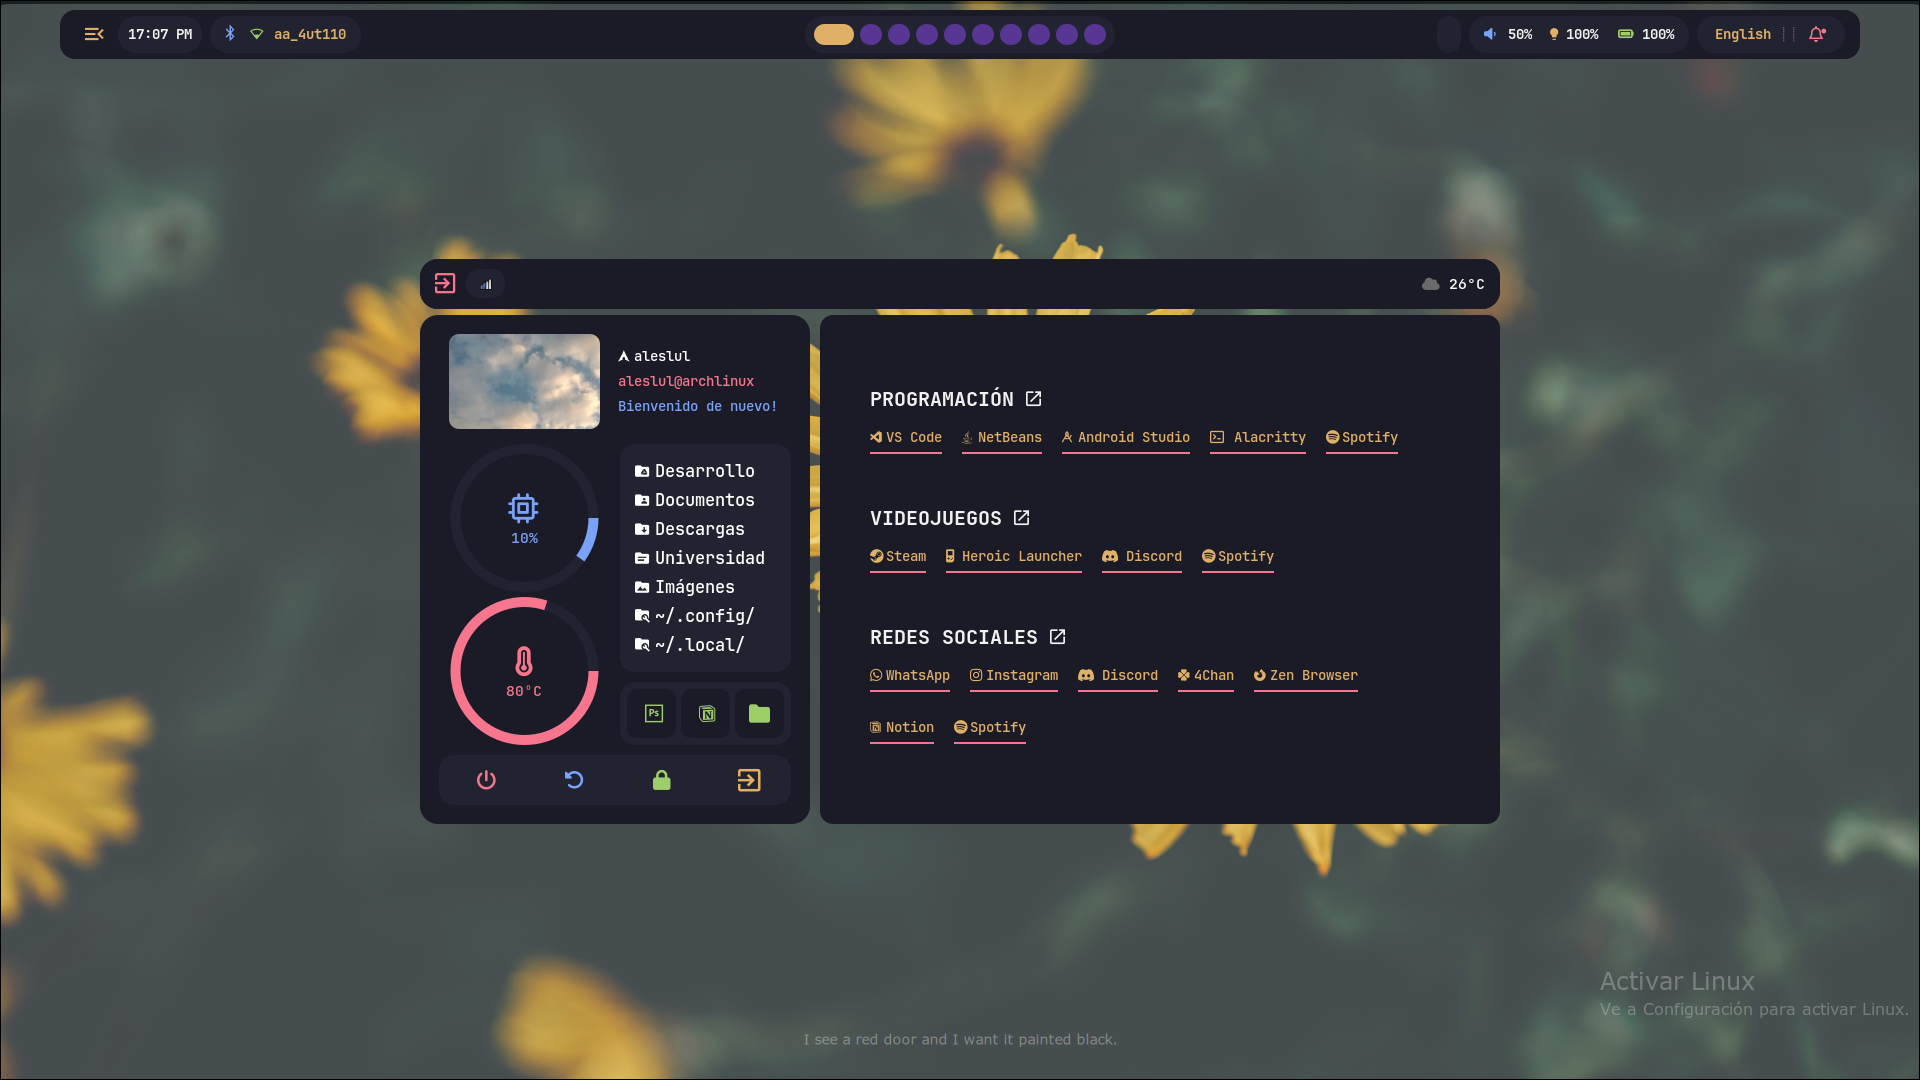 17:07 PM aa_4ut110 50% 100% 100% English
26°C
aleslul
aleslul@archlinux
Bienvenido de nuevo!
10%
80°C
Desarrollo
Documentos
Descargas
Universidad
Imágenes
~/.config/
~/.local/
Ps
N
PROGRAMACIÓN
VS Code NetBeans Android Studio Alacritty Spotify
VIDEOJUEGOS
Steam Heroic Launcher Discord Spotify
REDES SOCIALES
WhatsApp Instagram Discord 4Chan Zen Browser
Notion Spotify
Activar Linux
Ve a Configuración para activar Linux.
I see a red door and I want it painted black.